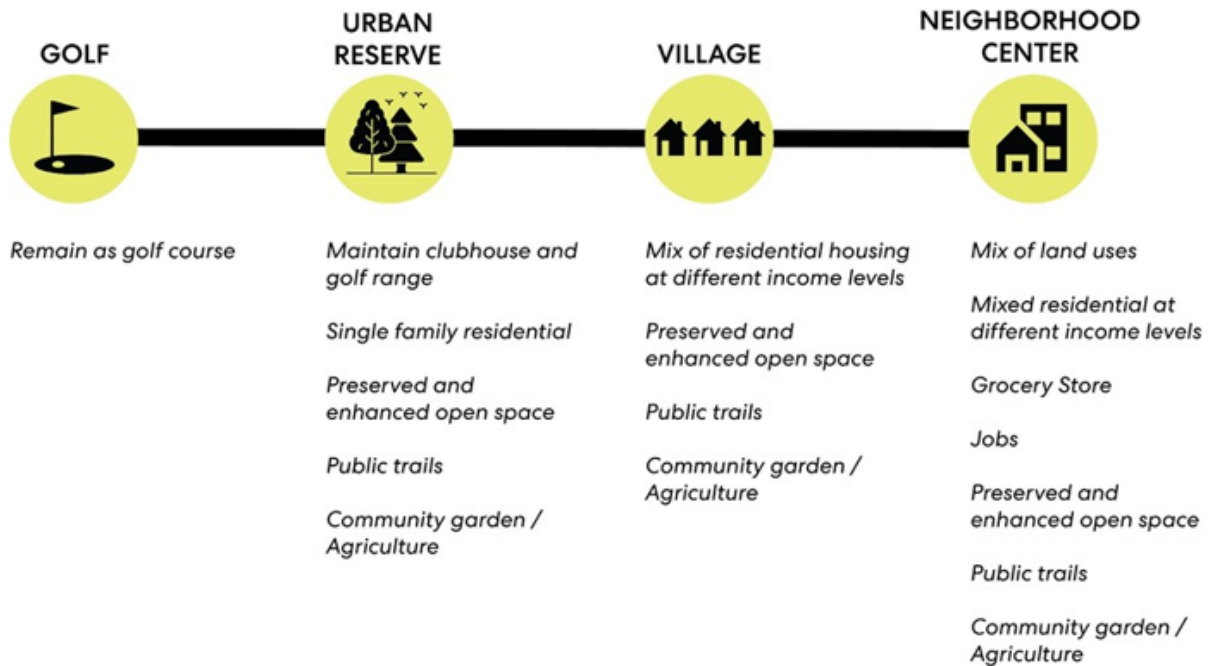 GOLF
Remain as golf course
URBAN
RESERVE
Maintain clubhouse and
golf range
Single family residential
Preserved and
enhanced open space
Public trails
Community garden /
Agriculture
VILLAGE
Mix of residential housing
at different income levels
Preserved and
enhanced open space
Public trails
Community garden /
Agriculture
NEIGHBORHOOD
CENTER
Mix of land uses
Mixed residential at
different income levels
Grocery Store
Jobs
Preserved and
enhanced open space
Public trails
Community garden /
Agriculture